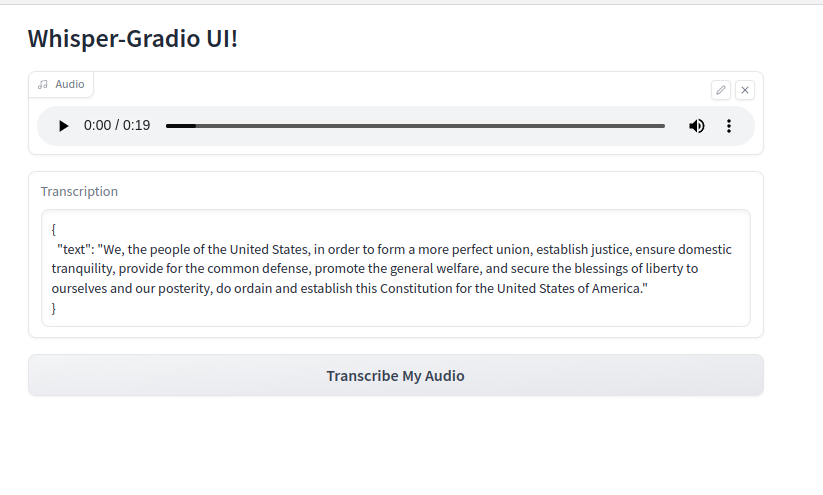 Whisper-Gradio UI!
Audio
0:00 / 0:19
Transcription
{
"text": "We, the people of the United States, in order to form a more perfect union, establish justice, ensure domestic
tranquility, provide for the common defense, promote the general welfare, and secure the blessings of liberty to
ourselves and our posterity, do ordain and establish this Constitution for the United States of America."
}
Transcribe My Audio